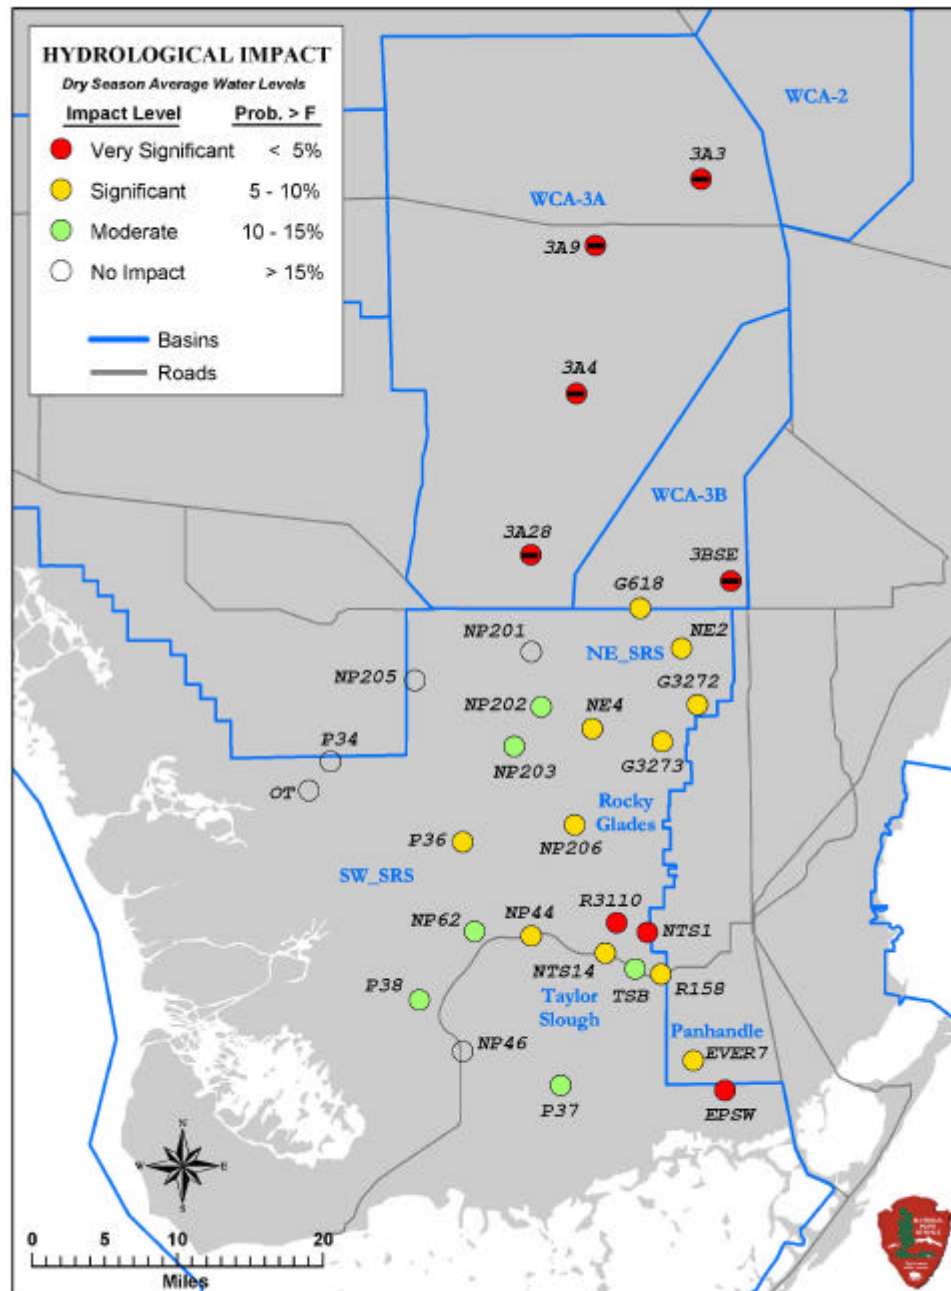 HYDROLOGICAL IMPACT
Dry Season Average Water Levels
Impact Level Prob. > F
Very Significant < 5%
Significant 5 - 10%
Moderate 10 - 15%
No Impact > 15%
Basins
Roads
WCA-2
3A3
WCA-3A
3A9
3A4
WCA-3B
3A28
3BSE
G618
NP201
NE_SRS
NE2
NP205
G3272
NP202
NE4
P34
NP203
G3273
OT
Rocky
Glades
P36
NP206
SW_SRS
R3110
NP62
NP44
NTS1
NTS14
TSB
R158
P38
Taylor
Slough
Panhandle
NP46
EVER7
P37
EPSW
N
W E
S
0 5 10 20
Miles